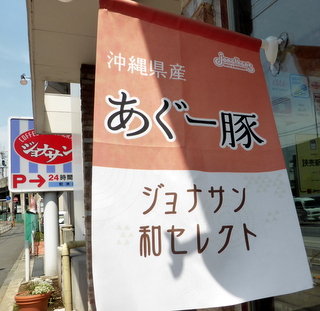 Jonathan's
沖縄県産
あぐー豚
ジョナサン
和セレクト
COFFEE
ジョナサン
P→ 24時間